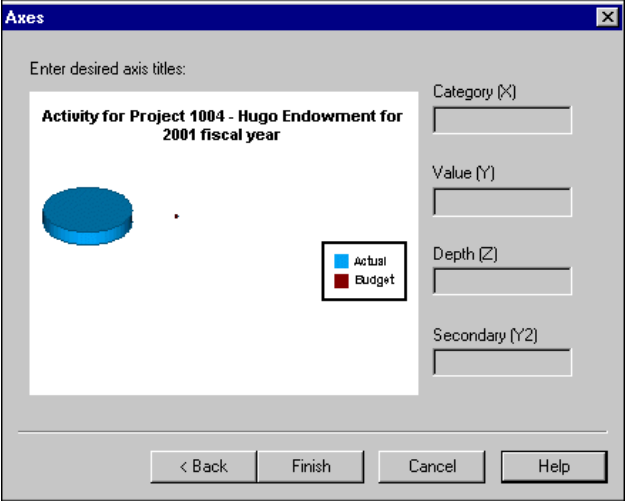 Axes
Enter desired axis titles:
Activity for Project 1004 - Hugo Endowment for
2001 fiscal year
Actual
Budget
Category (X)
Value (Y)
Depth (Z)
Secondary (Y2)
< Back
Finish
Cancel
Help